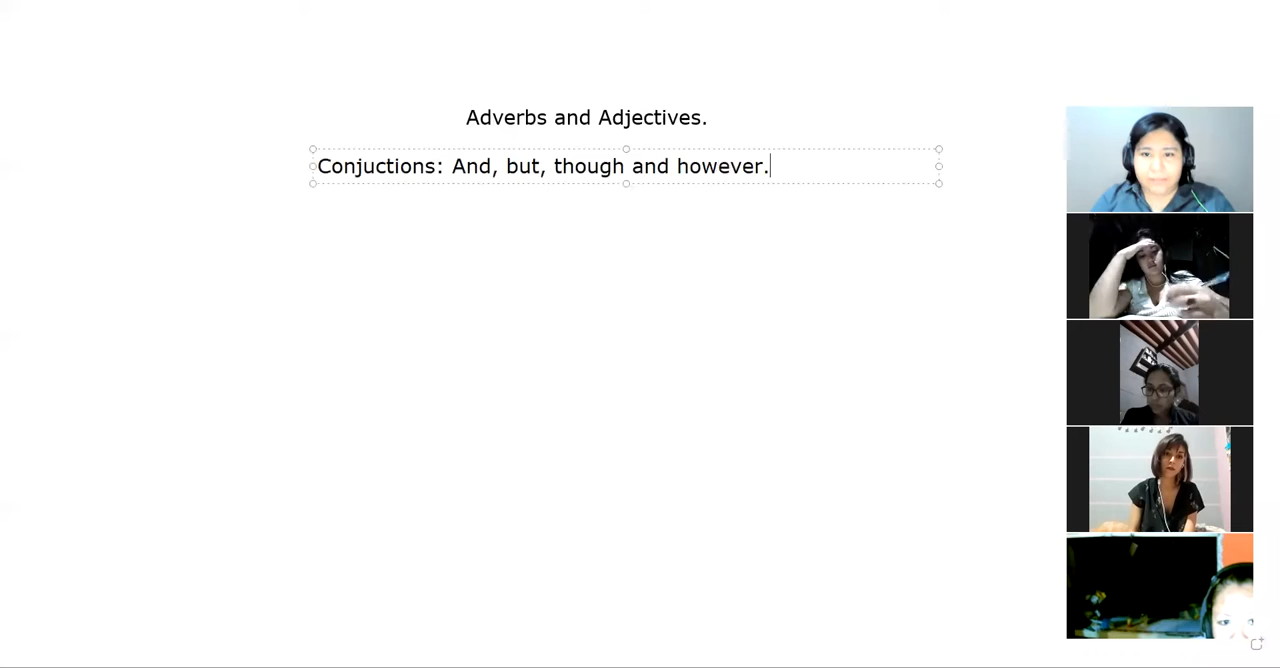 Adverbs and Adjectives.
Conjuctions: And, but, though and however.